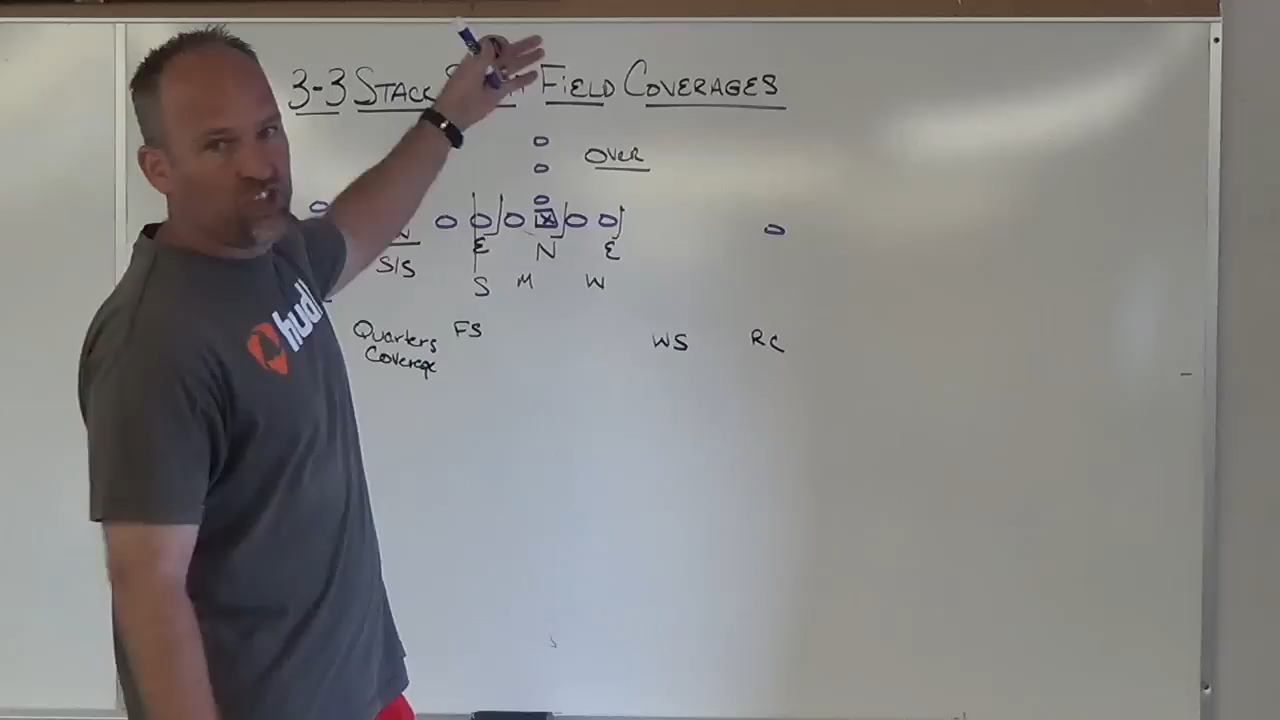 3-3 STACK FIELD COVERAGES
OVER
E N E
S/S
S M W
Quarters FS
Coverage
WS RC
hudl